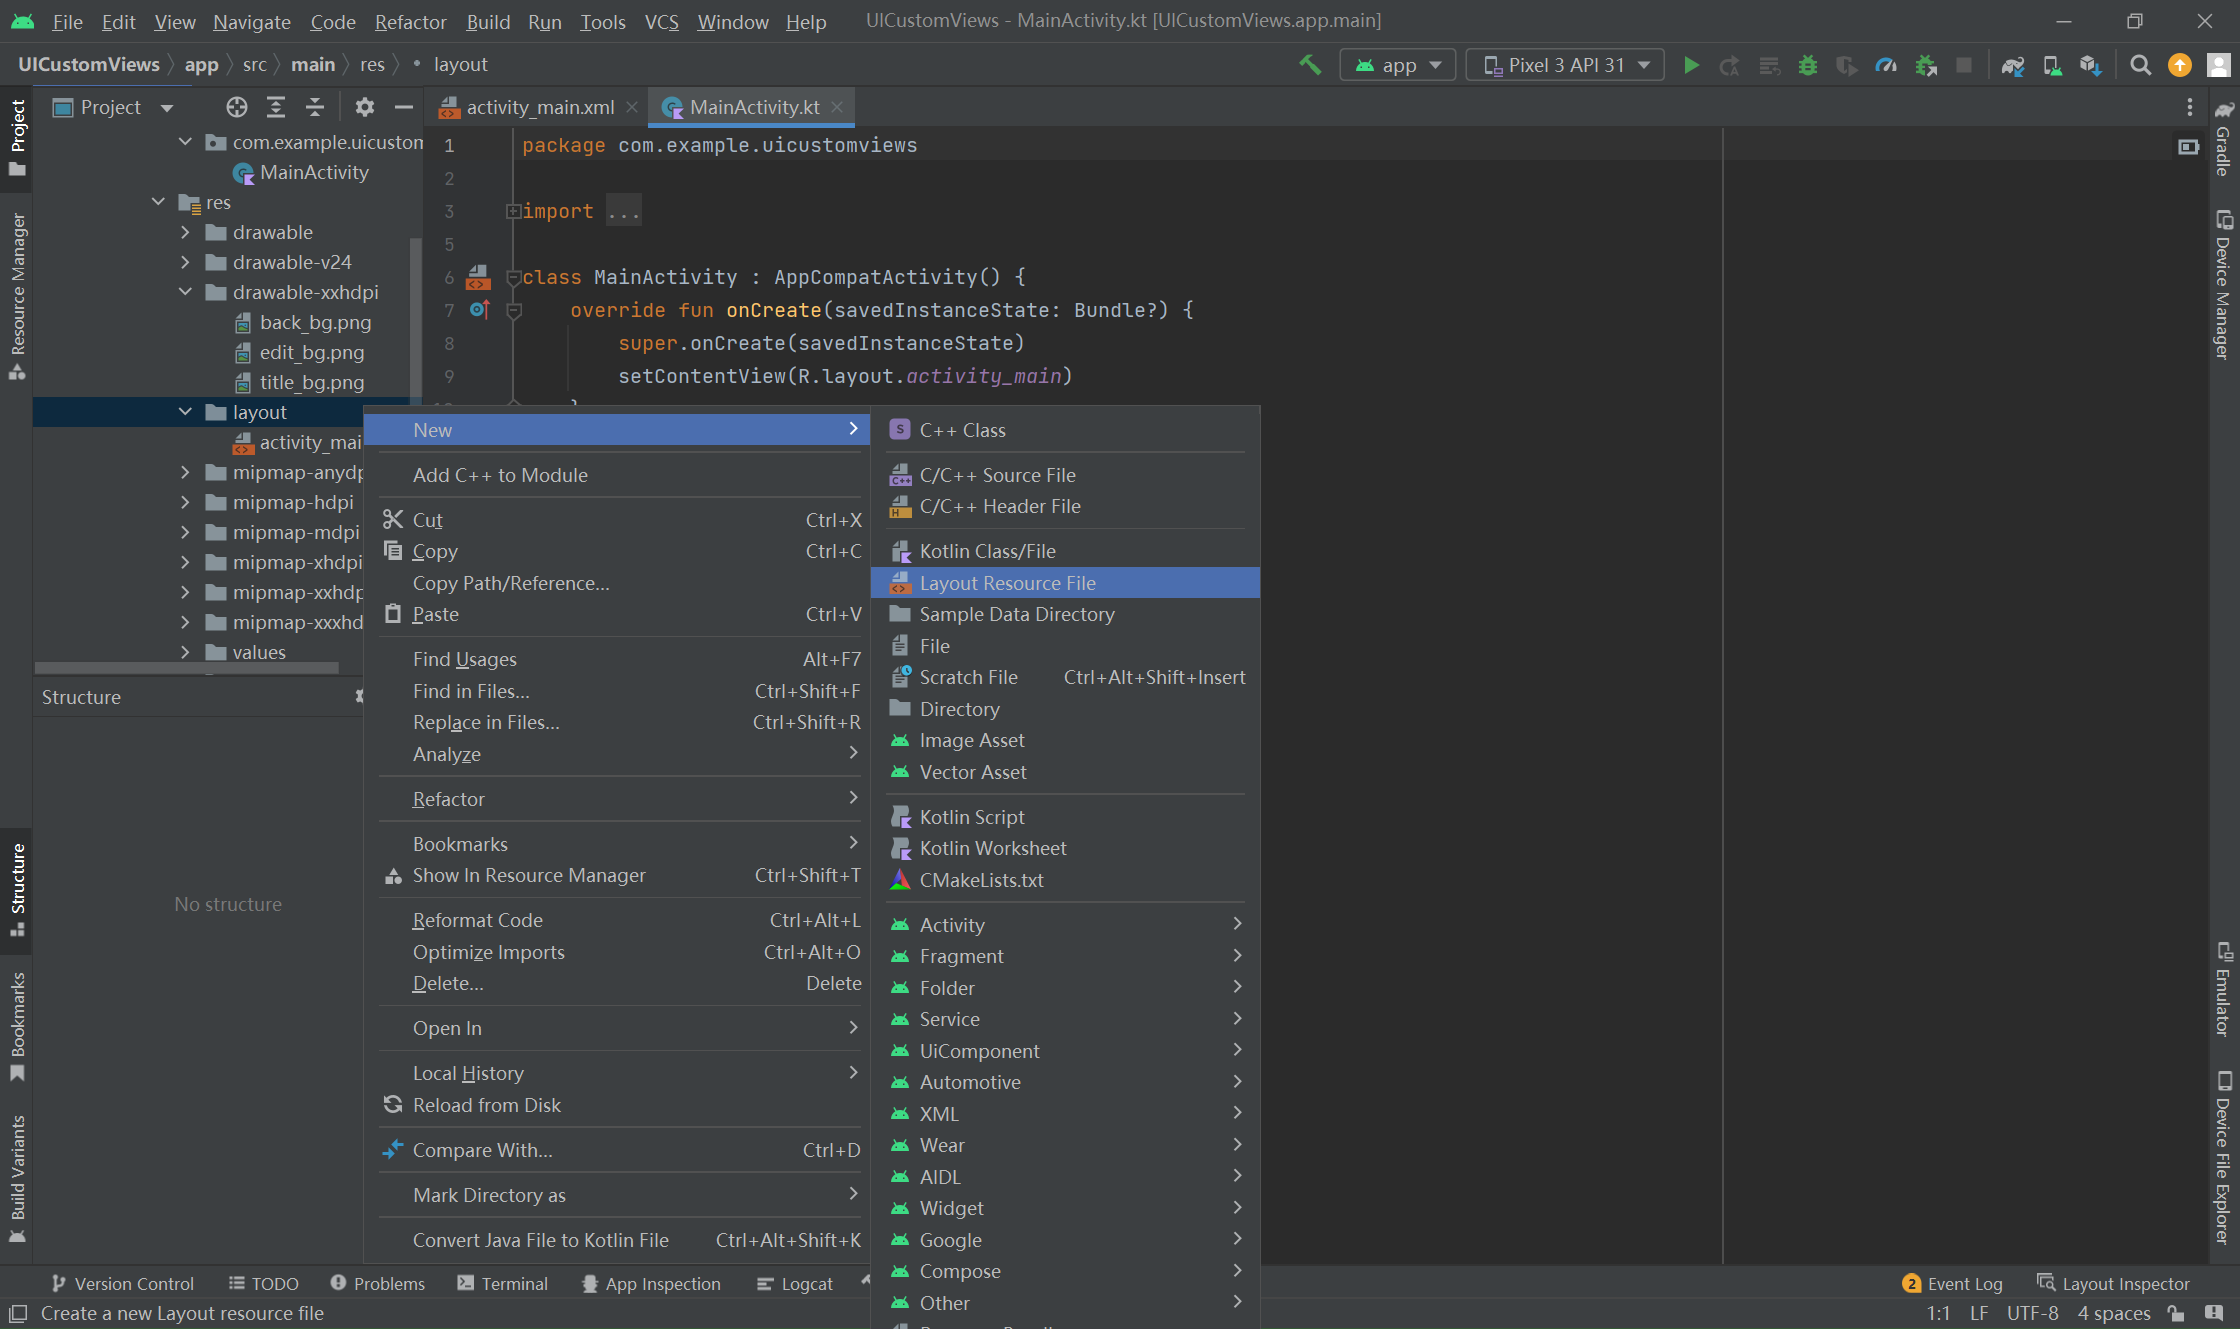 File Edit View Navigate Code Refactor Build Run Tools VCS Window Help UICustomViews - MainActivity.kt [UICustomViews.app.main]
UICustomViews app src main res layout
app Pixel 3 API 31
Project
activity_main.xml MainActivity.kt
com.example.uicustom
MainActivity
res
drawable
drawable-v24
drawable-xxhdpi
back_bg.png
edit_bg.png
title_bg.png
layout
activity_mai
mipmap-anydp
mipmap-hdpi
mipmap-mdpi
mipmap-xhdpi
mipmap-xxhdp
mipmap-xxxhd
values
Structure
No structure
1 package com.example.uicustomviews
2
3 import ...
5
6 class MainActivity : AppCompatActivity() {
7 override fun onCreate(savedInstanceState: Bundle?) {
8 super.onCreate(savedInstanceState)
9 setContentView(R.layout.activity_main)
New
Add C++ to Module
Cut Ctrl+X
Copy Ctrl+C
Copy Path/Reference...
Paste Ctrl+V
Find Usages Alt+F7
Find in Files... Ctrl+Shift+F
Replace in Files... Ctrl+Shift+R
Analyze
Refactor
Bookmarks
Show In Resource Manager Ctrl+Shift+T
Reformat Code Ctrl+Alt+L
Optimize Imports Ctrl+Alt+O
Delete... Delete
Open In
Local History
Reload from Disk
Compare With... Ctrl+D
Mark Directory as
Convert Java File to Kotlin File Ctrl+Alt+Shift+K
C++ Class
C/C++ Source File
C/C++ Header File
Kotlin Class/File
Layout Resource File
Sample Data Directory
File
Scratch File Ctrl+Alt+Shift+Insert
Directory
Image Asset
Vector Asset
Kotlin Script
Kotlin Worksheet
CMakeLists.txt
Activity
Fragment
Folder
Service
UiComponent
Automotive
XML
Wear
AIDL
Widget
Google
Compose
Other
Project
Resource Manager
Structure
Bookmarks
Build Variants
Gradle
Device Manager
Emulator
Device File Explorer
Version Control TODO Problems Terminal App Inspection Logcat 2 Event Log Layout Inspector
Create a new Layout resource file 1:1 LF UTF-8 4 spaces